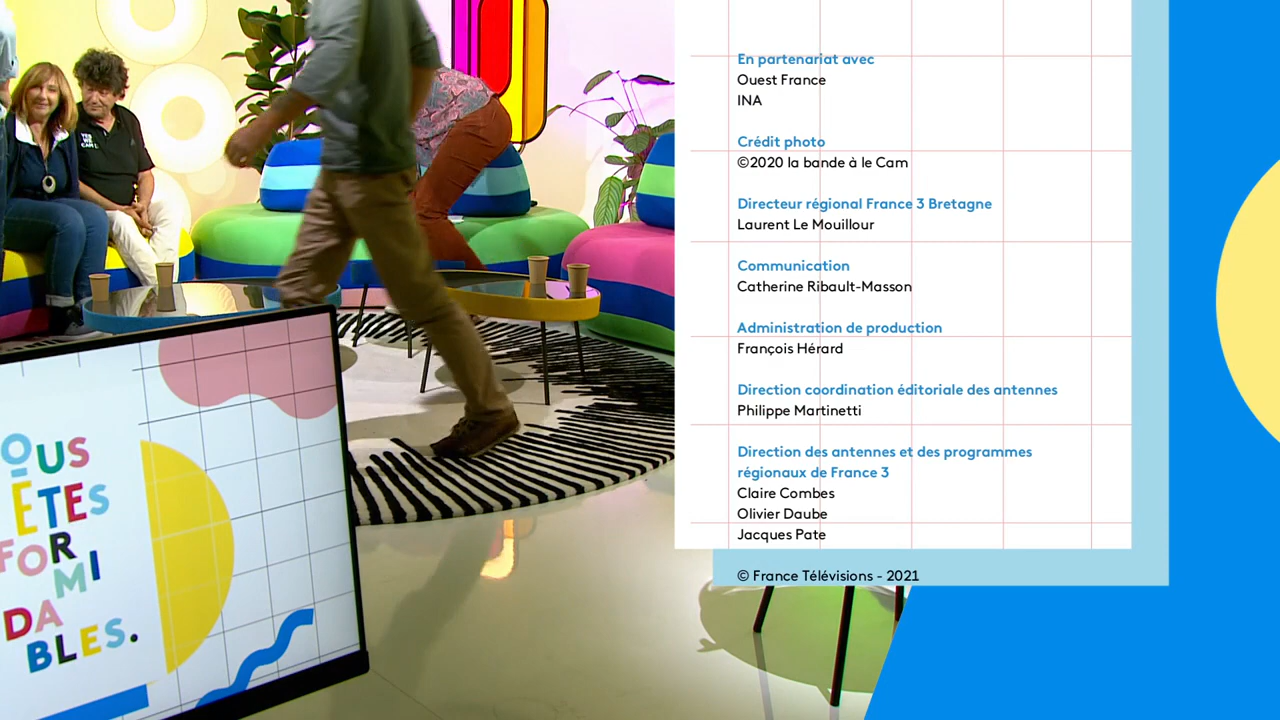 En partenariat avec
Ouest France
INA
Crédit photo
©2020 la bande à le Cam
Directeur régional France 3 Bretagne
Laurent Le Mouillour
Communication
Catherine Ribault-Masson
Administration de production
François Hérard
Direction coordination éditoriale des antennes
Philippe Martinetti
Direction des antennes et des programmes
régionaux de France 3
Claire Combes
Olivier Daube
Jacques Pate
© France Télévisions - 2021
YES
WE
CAM !
OUS
ÊTES
FOR
MI
DA
BLES.